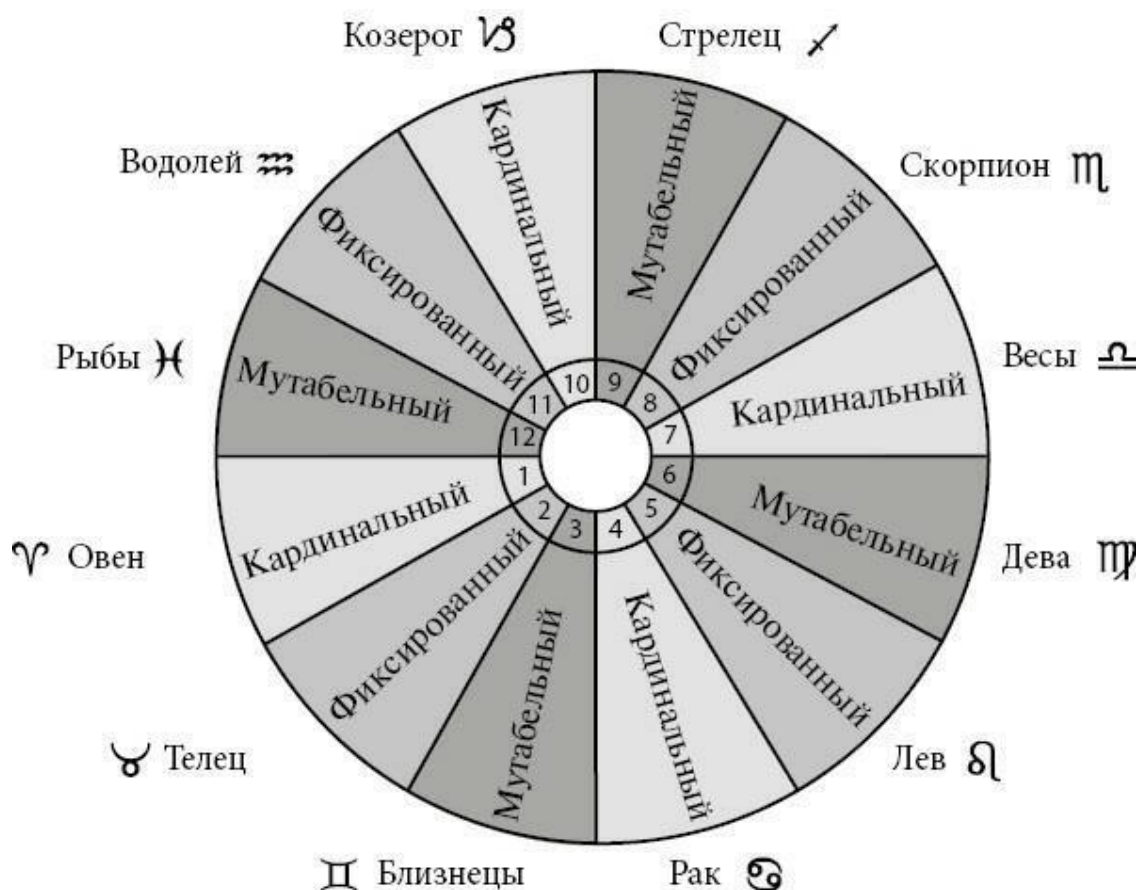 Козерог ♑
Стрелец ♐
Водолей ♒
Скорпион ♏
Рыбы ♓
Весы ♎
♈ Овен
Дева ♍
♉ Телец
Лев ♌
♊ Близнецы
Рак ♋
Кардинальный
Фиксированный
Мутабельный
Кардинальный
Фиксированный
Мутабельный
Кардинальный
Фиксированный
Мутабельный
Кардинальный
Фиксированный
Мутабельный
1
2
3
4
5
6
7
8
9
10
11
12